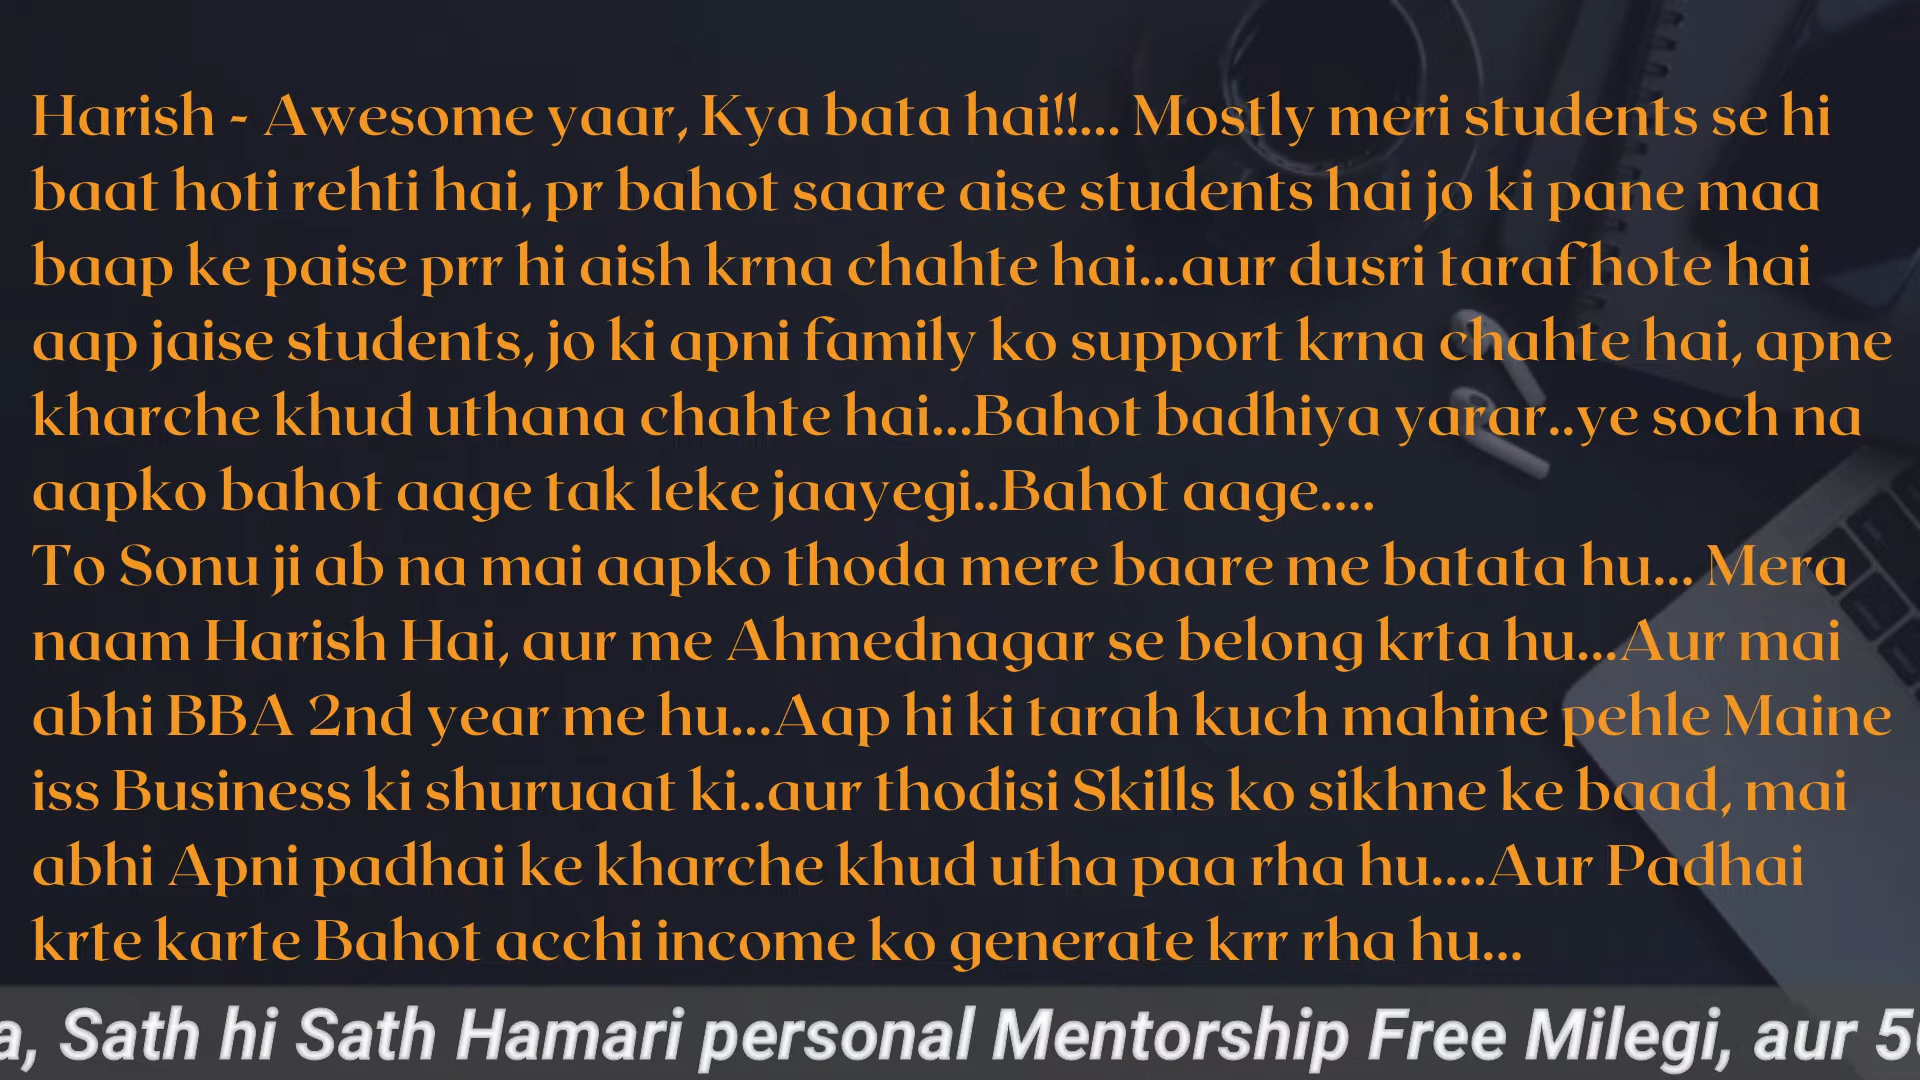 Harish - Awesome yaar, Kya bata hai!!... Mostly meri students se hi
baat hoti rehti hai, pr bahot saare aise students hai jo ki pane maa
baap ke paise prr hi aish krna chahte hai...aur dusri taraf hote hai
aap jaise students, jo ki apni family ko support krna chahte hai, apne
kharche khud uthana chahte hai...Bahot badhiya yarar..ye soch na
aapko bahot aage tak leke jaayegi..Bahot aage....
To Sonu ji ab na mai aapko thoda mere baare me batata hu... Mera
naam Harish Hai, aur me Ahmednagar se belong krta hu...Aur mai
abhi BBA 2nd year me hu...Aap hi ki tarah kuch mahine pehle Maine
iss Business ki shuruaat ki..aur thodisi Skills ko sikhne ke baad, mai
abhi Apni padhai ke kharche khud utha paa rha hu....Aur Padhai
krte karte Bahot acchi income ko generate krr rha hu...
Sath hi Sath Hamari personal Mentorship Free Milegi, aur